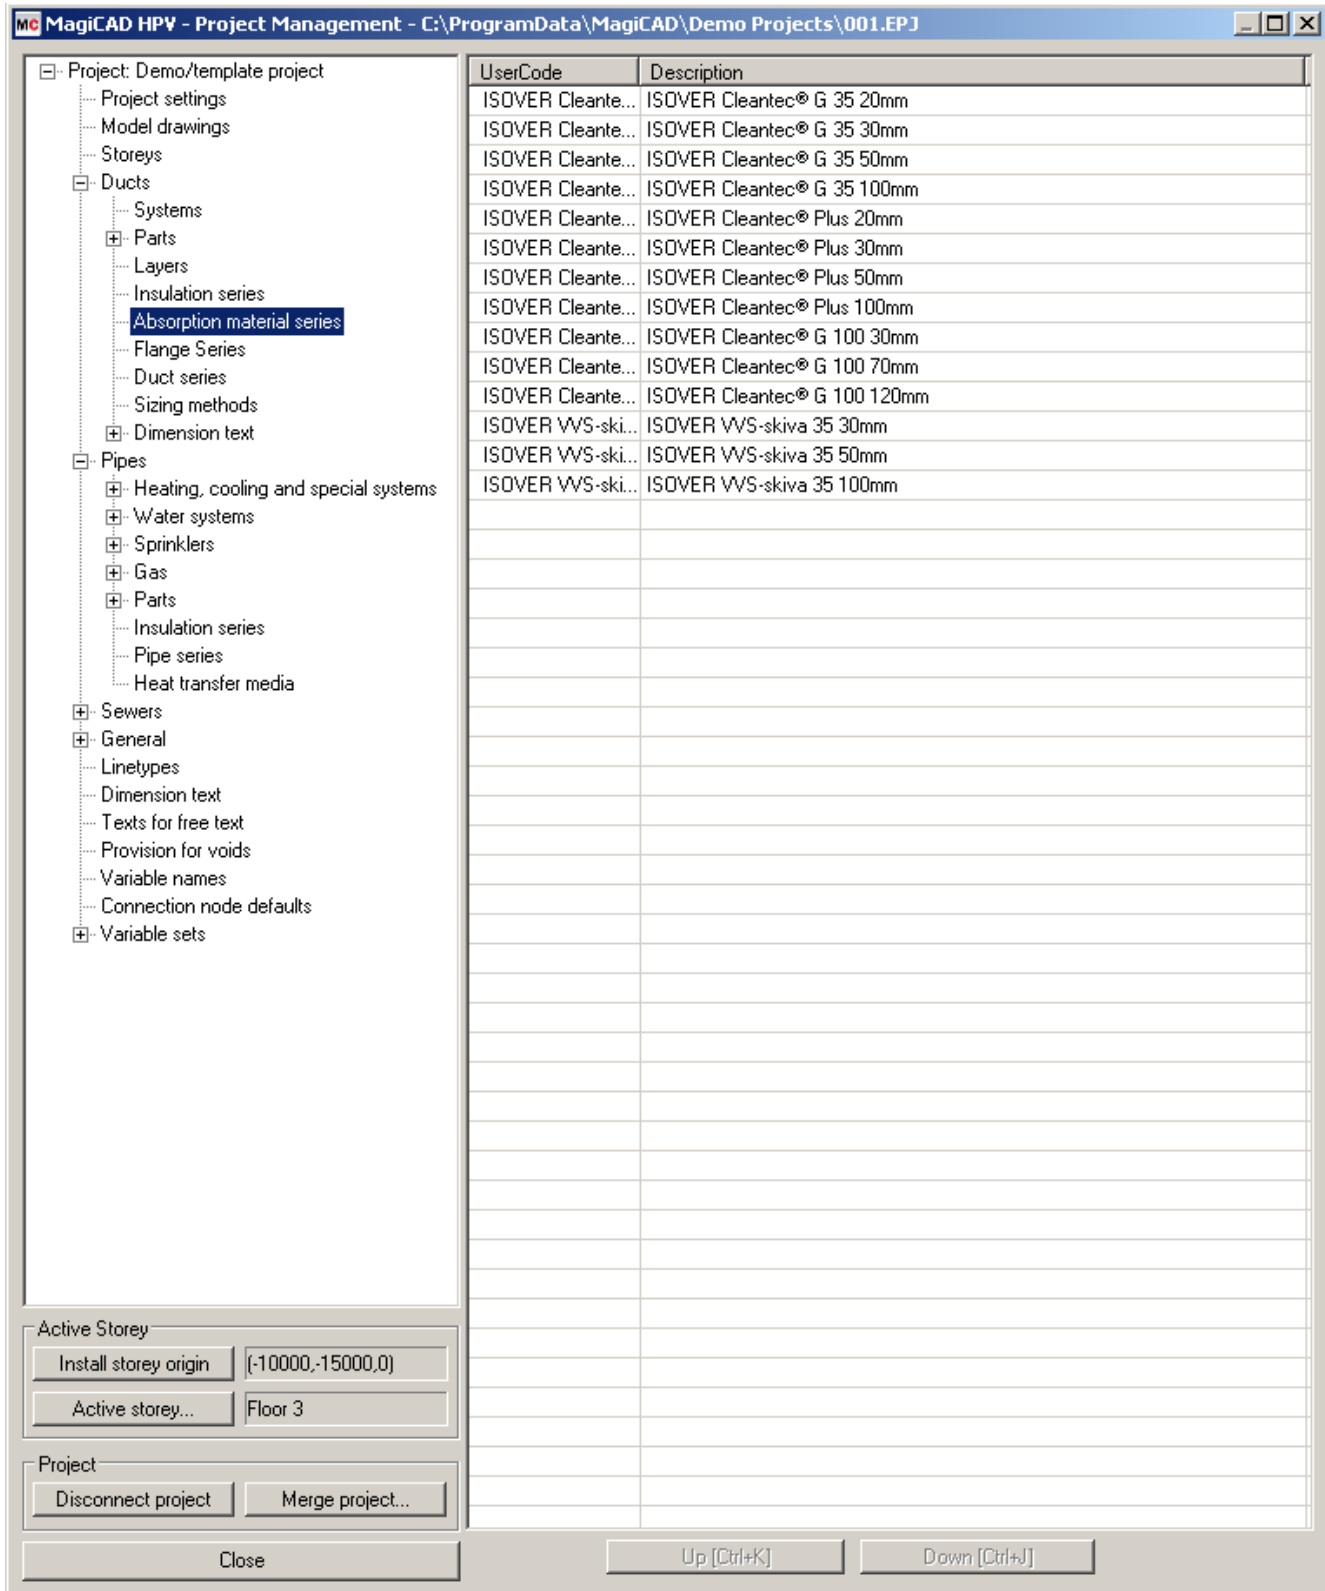 MagiCAD HPV - Project Management - C:\ProgramData\MagiCAD\Demo Projects\001.EPJ
Project: Demo/template project
Project settings
Model drawings
Storeys
Ducts
Systems
Parts
Layers
Insulation series
Absorption material series
Flange Series
Duct series
Sizing methods
Dimension text
Pipes
Heating, cooling and special systems
Water systems
Sprinklers
Gas
Parts
Insulation series
Pipe series
Heat transfer media
Sewers
General
Linetypes
Dimension text
Texts for free text
Provision for voids
Variable names
Connection node defaults
Variable sets
Active Storey
Install storey origin (-10000,-15000,0)
Active storey... Floor 3
Project
Disconnect project Merge project...
Close
UserCode Description
ISOVER Cleante... ISOVER Cleantec® G 35 20mm
ISOVER Cleante... ISOVER Cleantec® G 35 30mm
ISOVER Cleante... ISOVER Cleantec® G 35 50mm
ISOVER Cleante... ISOVER Cleantec® G 35 100mm
ISOVER Cleante... ISOVER Cleantec® Plus 20mm
ISOVER Cleante... ISOVER Cleantec® Plus 30mm
ISOVER Cleante... ISOVER Cleantec® Plus 50mm
ISOVER Cleante... ISOVER Cleantec® Plus 100mm
ISOVER Cleante... ISOVER Cleantec® G 100 30mm
ISOVER Cleante... ISOVER Cleantec® G 100 70mm
ISOVER Cleante... ISOVER Cleantec® G 100 120mm
ISOVER VVS-ski... ISOVER VVS-skiva 35 30mm
ISOVER VVS-ski... ISOVER VVS-skiva 35 50mm
ISOVER VVS-ski... ISOVER VVS-skiva 35 100mm
Up [Ctrl+K] Down [Ctrl+J]